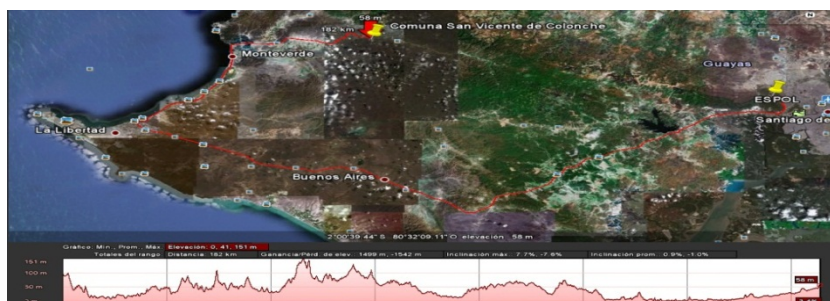 58 m
Comuna San Vicente de Colonche
182 km
Monteverde
Guayas
ESPOL
Santiago de
La Libertad
Buenos Aires
2°00'39.44" S 80°32'09.11" O elevación 58 m
Gráfico: Mín., Prom., Máx. Elevación: 0, 41, 151 m
Totales del rango Distancia: 182 km Ganancia/Pérd. de elev. 1499 m, -1542 m Inclinación máx. 7.7%, -7.6% Inclinación prom. 0.9%, -1.0%
151 m
100 m
50 m
58 m